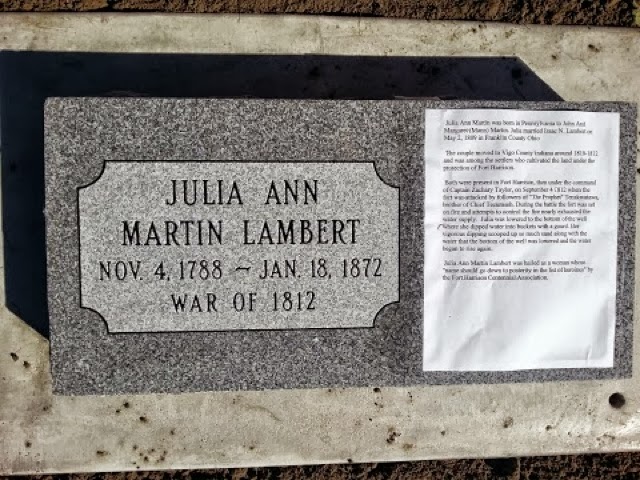 JULIA ANN
MARTIN LAMBERT
NOV. 4, 1788 ~ JAN. 18, 1872
WAR OF 1812
Julia Ann Martin was born in Pennsylvania to John And
Margaret (Mann) Martin. Julia married Isaac N. Lambert on
May 2, in Franklin County Ohio
The couple moved to Vigo County Indiana around
and was among the settlers who cultivated the land under the
protection of Fort Harrison.
Both were present in Fort Harrison, then under the command
of Captain Zachary Taylor, on September 4 1812 when the
fort was attacked by followers of "The Prophet" Tenskwatawa,
brother of Chief Tecumseh. During the battle the fort was set
on fire and attempts to control the fire nearly exhausted the
water supply. Julia was lowered to the bottom of the well
where she dipped water into buckets with a gourd. Her
vigorous dipping scooped up so much sand along with the
water that the bottom of the well was lowered and the water
began to rise again.
Julia Ann Martin Lambert was hailed as a woman whose
"name should go down to posterity in the list of heroines" by
the Fort Harrison Centennial Association.